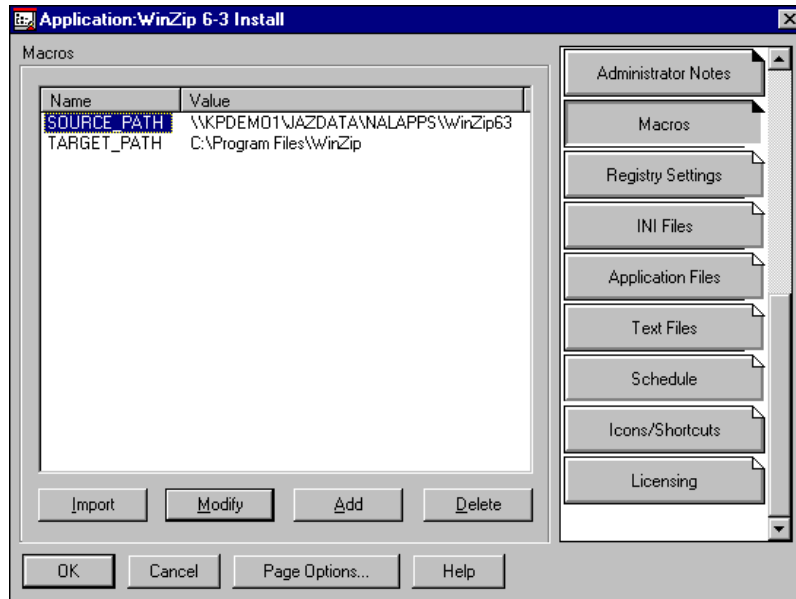 Application:WinZip 6-3 Install
Macros
Name Value
SOURCE_PATH \\KPDEMO1\JAZDATA\NALAPPS\WinZip63
TARGET_PATH C:\Program Files\WinZip
Import Modify Add Delete
OK Cancel Page Options... Help
Administrator Notes
Macros
Registry Settings
INI Files
Application Files
Text Files
Schedule
Icons/Shortcuts
Licensing